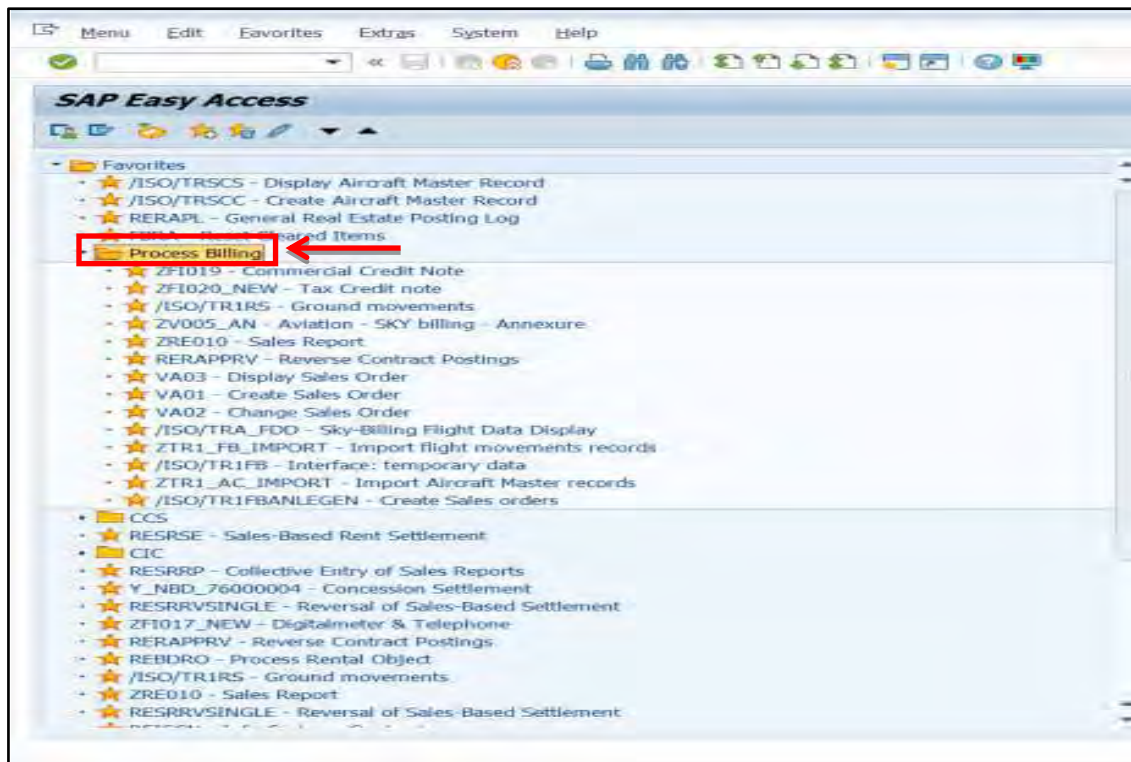 Menu Edit Favorites Extras System Help
SAP Easy Access
Favorites
/ISO/TRSCS - Display Aircraft Master Record
/ISO/TRSCC - Create Aircraft Master Record
RERAPL - General Real Estate Posting Log
FBRA - Reset Cleared Items
Process Billing
ZFI019 - Commercial Credit Note
ZFI020_NEW - Tax Credit note
/ISO/TR1RS - Ground movements
ZV005_AN - Aviation - SKY billing - Annexure
ZRE010 - Sales Report
RERAPPRV - Reverse Contract Postings
VA03 - Display Sales Order
VA01 - Create Sales Order
VA02 - Change Sales Order
/ISO/TRA_FDD - Sky-Billing Flight Data Display
ZTR1_FB_IMPORT - Import flight movements records
/ISO/TR1FB - Interface: temporary data
ZTR1_AC_IMPORT - Import Aircraft Master records
/ISO/TR1FBANLEGEN - Create Sales orders
CCS
RESRSE - Sales-Based Rent Settlement
CIC
RESRRP - Collective Entry of Sales Reports
Y_NBD_76000004 - Concession Settlement
RESRRVSINGLE - Reversal of Sales-Based Settlement
ZFI017_NEW - Digitalmeter & Telephone
RERAPPRV - Reverse Contract Postings
REBDRO - Process Rental Object
/ISO/TR1RS - Ground movements
ZRE010 - Sales Report
RESRRVSINGLE - Reversal of Sales-Based Settlement